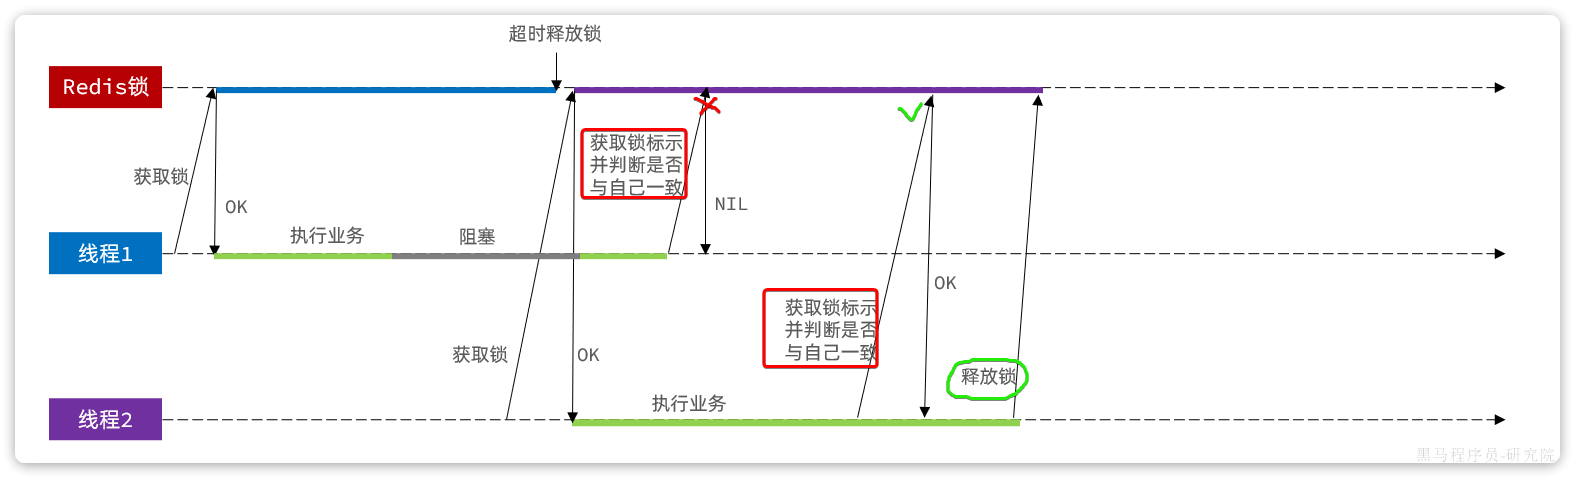 超时释放锁
Redis锁
获取锁标示
并判断是否
与自己一致
获取锁
OK
NIL
线程1
执行业务
阻塞
OK
获取锁标示
并判断是否
与自己一致
获取锁
OK
释放锁
线程2
执行业务
黑马程序员-研究院